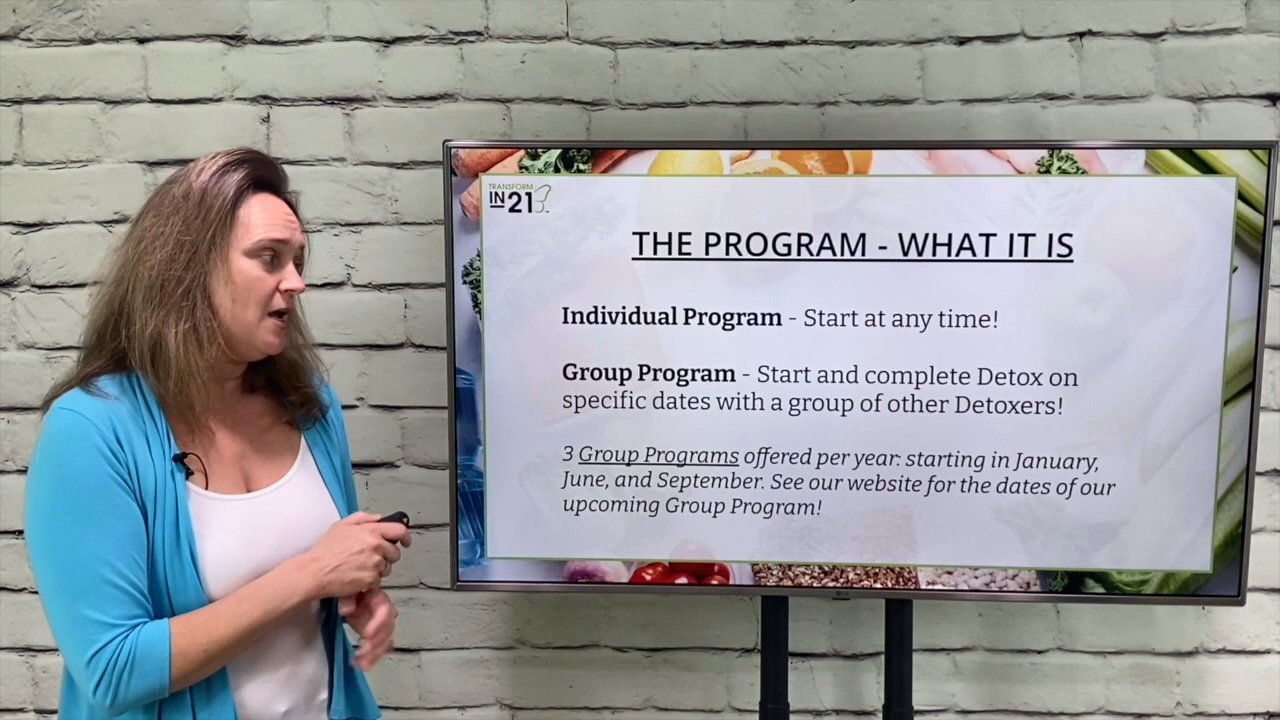 TRANSFORM
IN21
THE PROGRAM - WHAT IT IS
Individual Program - Start at any time!
Group Program - Start and complete Detox on
specific dates with a group of other Detoxers!
3 Group Programs offered per year: starting in January,
June, and September. See our website for the dates of our
upcoming Group Program!
LG